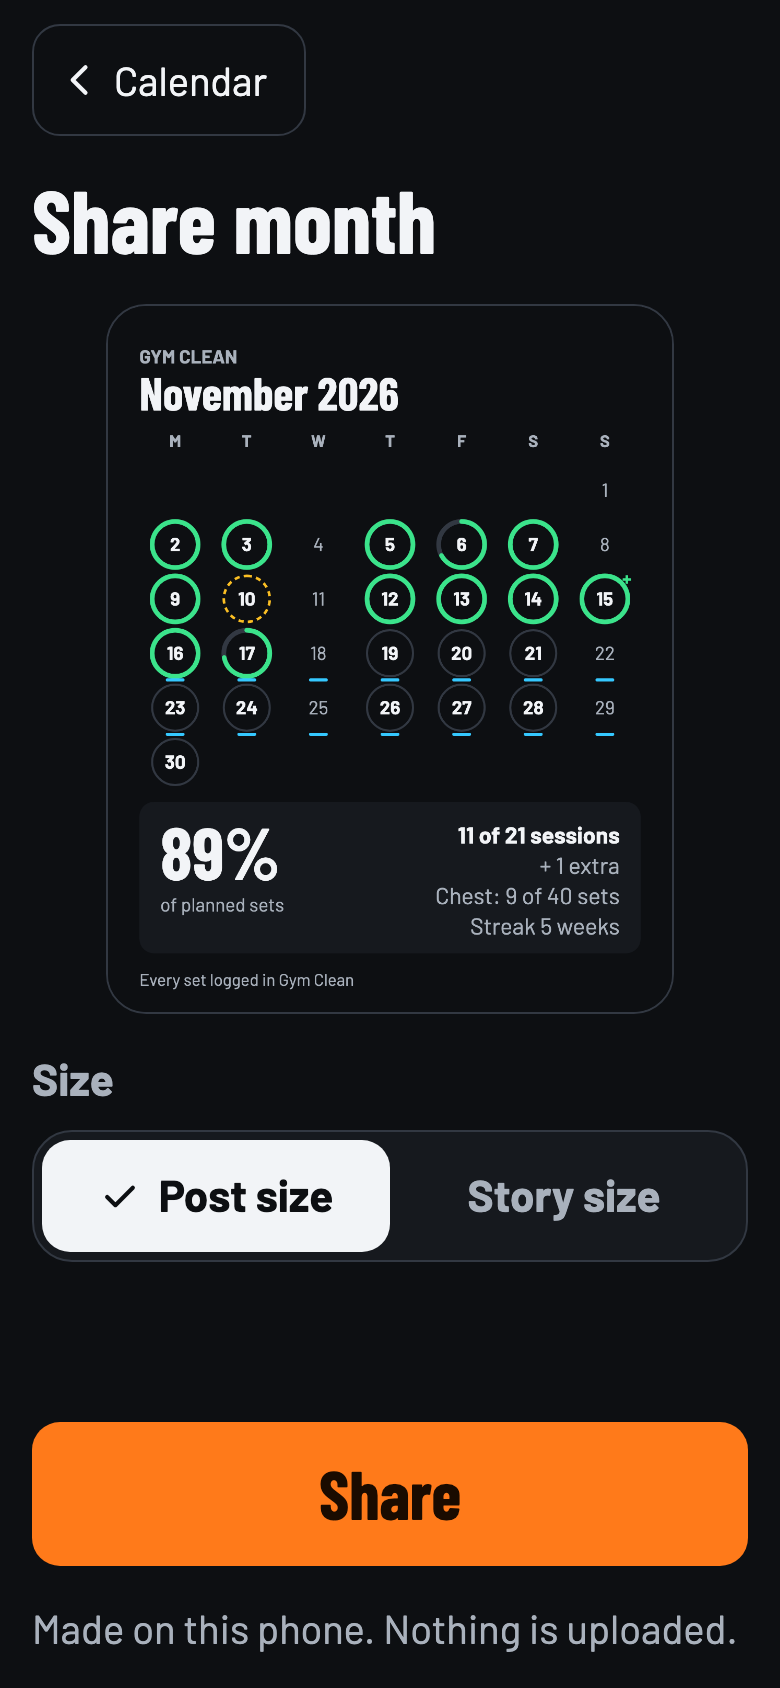 Calendar
Share month
GYM CLEAN
November 2026
M T W T F S S
1
2 3 4 5 6 7 8
9 10 11 12 13 14 15 +
16 17 18 19 20 21 22
23 24 25 26 27 28 29
30
89%
of planned sets
11 of 21 sessions
+ 1 extra
Chest: 9 of 40 sets
Streak 5 weeks
Every set logged in Gym Clean
Size
Post size
Story size
Share
Made on this phone. Nothing is uploaded.